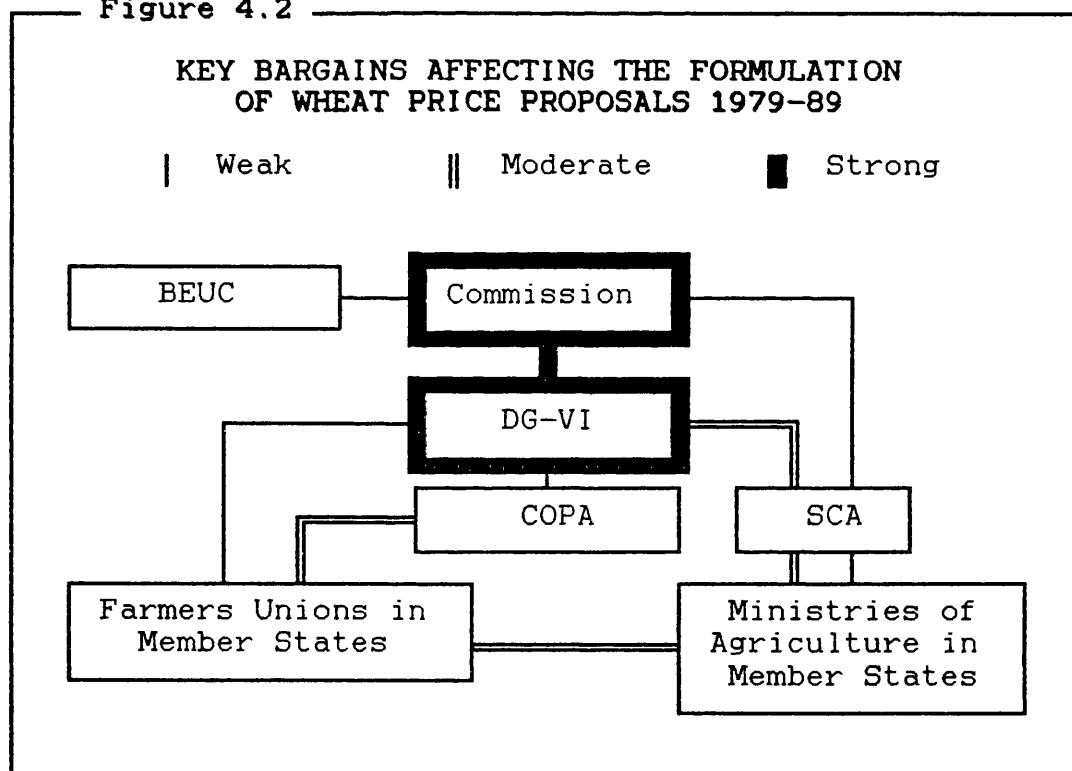 Figure 4.2
KEY BARGAINS AFFECTING THE FORMULATION
OF WHEAT PRICE PROPOSALS 1979-89
Weak Moderate Strong
BEUC
Commission
DG-VI
COPA
SCA
Farmers Unions in
Member States
Ministries of
Agriculture in
Member States